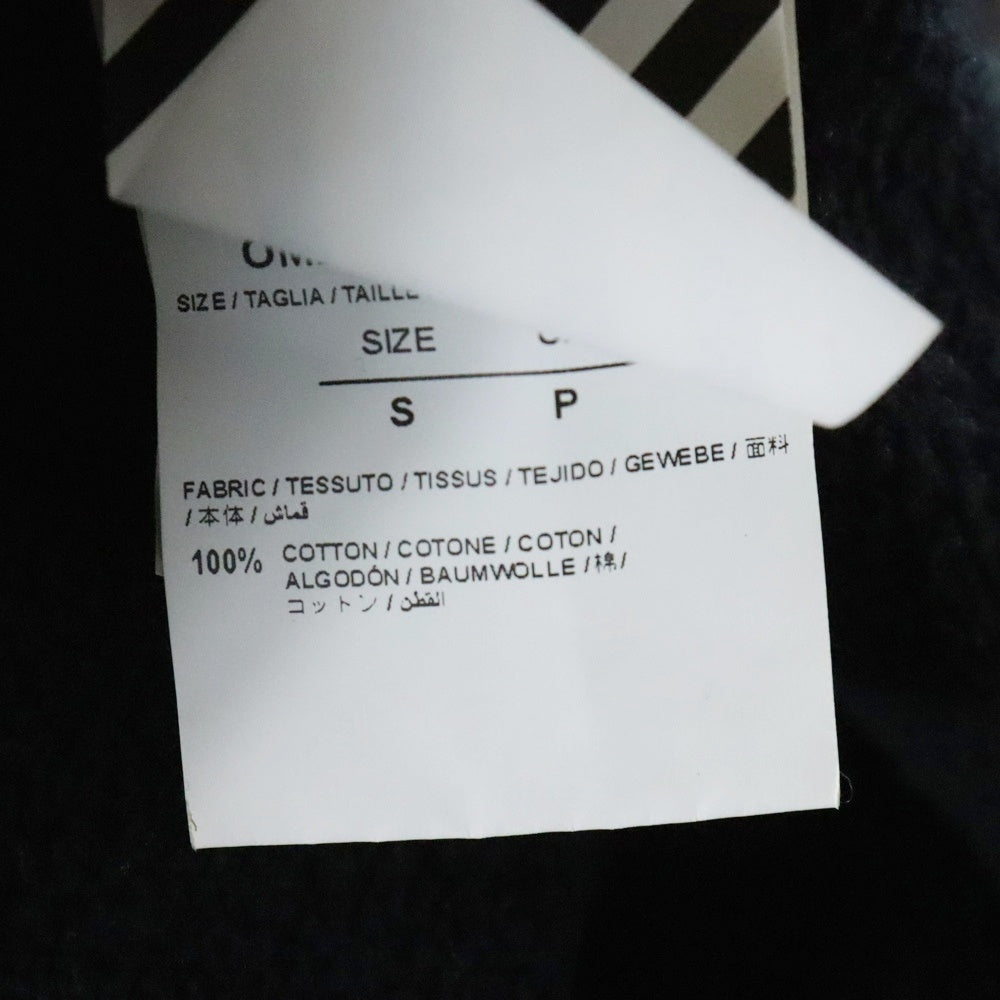 SIZE / TAGLIA / TAILLE
SIZE
S P
FABRIC / TESSUTO / TISSUS / TEJIDO / GEWEBE / 面料
/ 本体 / قماش
100% COTTON / COTONE / COTON /
ALGODÓN / BAUMWOLLE / 棉 /
コットン / القطن